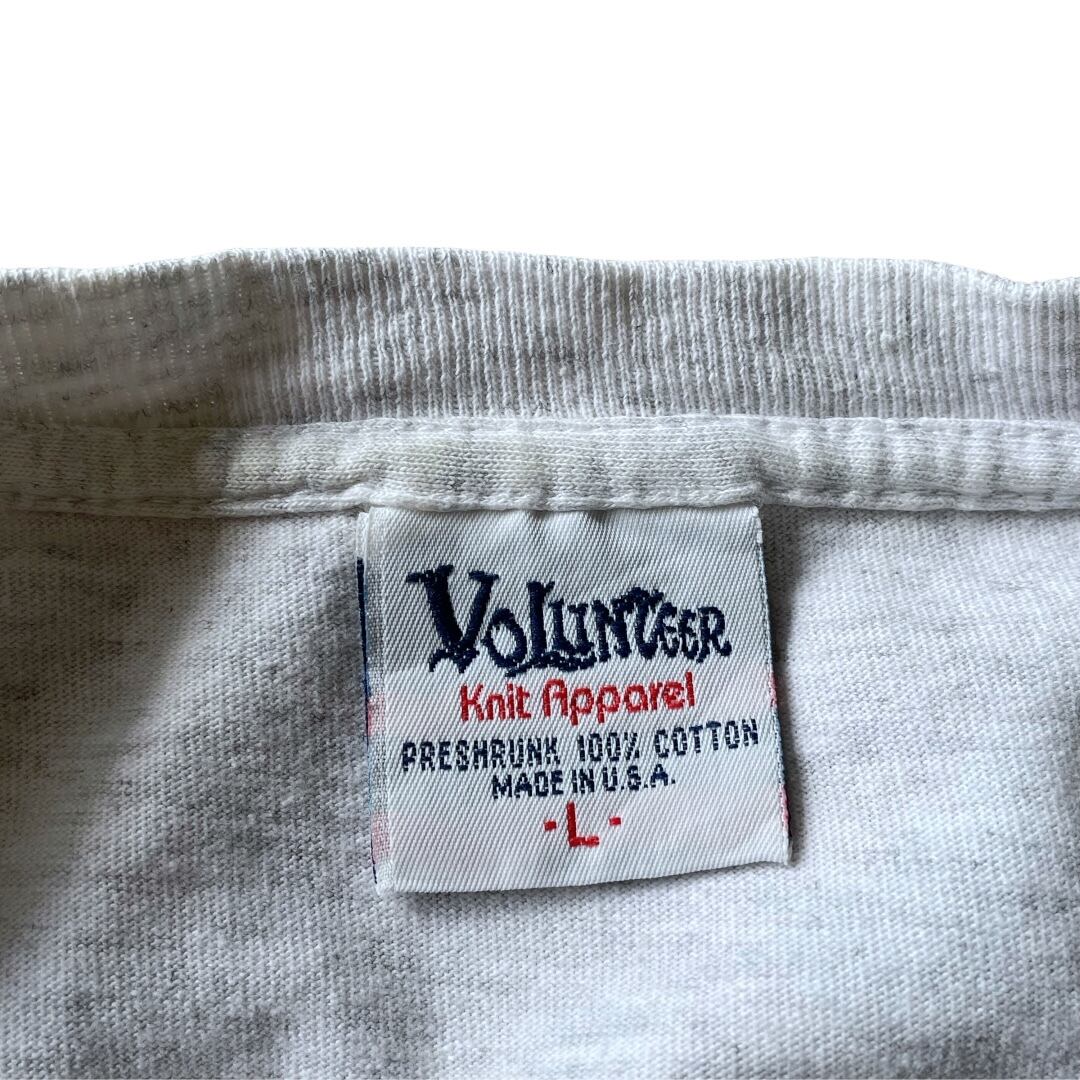 VOLUNTEER
Knit Apparel
PRESHRUNK 100% COTTON
MADE IN U.S.A.
·L·